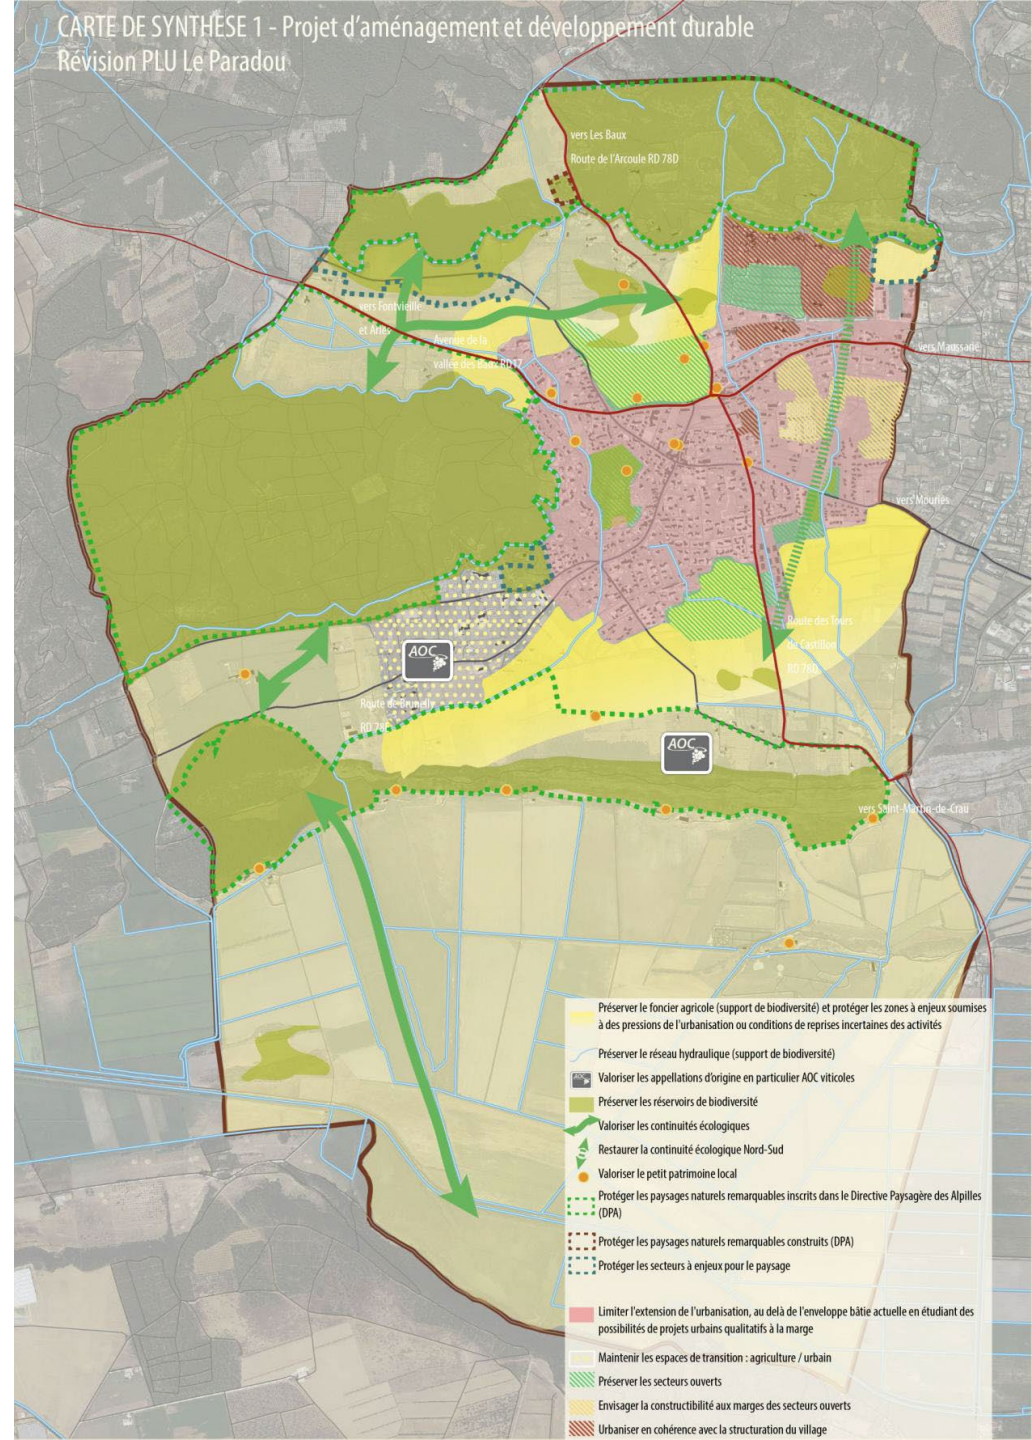 CARTE DE SYNTHESE 1 - Projet d'aménagement et développement durable
Révision PLU Le Paradou
vers Les Baux
Route de l'Arcoule RD 78D
vers Fontvieille
et Arles
Avenue de la
vallée des Baux RD17
vers Maussane
vers Mouriès
Route des Tours
de Castillon
RD 78D
AOC
Route de Brunelly
RD 78E
AOC
vers Saint-Martin-de-Crau
Préserver le foncier agricole (support de biodiversité) et protéger les zones à enjeux soumises
à des pressions de l'urbanisation ou conditions de reprises incertaines des activités
Préserver le réseau hydraulique (support de biodiversité)
AOC
Valoriser les appellations d'origine en particulier AOC viticoles
Préserver les réservoirs de biodiversité
Valoriser les continuités écologiques
Restaurer la continuité écologique Nord-Sud
Valoriser le petit patrimoine local
Protéger les paysages naturels remarquables inscrits dans le Directive Paysagère des Alpilles
(DPA)
Protéger les paysages naturels remarquables construits (DPA)
Protéger les secteurs à enjeux pour le paysage
Limiter l'extension de l'urbanisation, au delà de l'enveloppe bâtie actuelle en étudiant des
possibilités de projets urbains qualitatifs à la marge
Maintenir les espaces de transition : agriculture / urbain
Préserver les secteurs ouverts
Envisager la constructibilité aux marges des secteurs ouverts
Urbaniser en cohérence avec la structuration du village